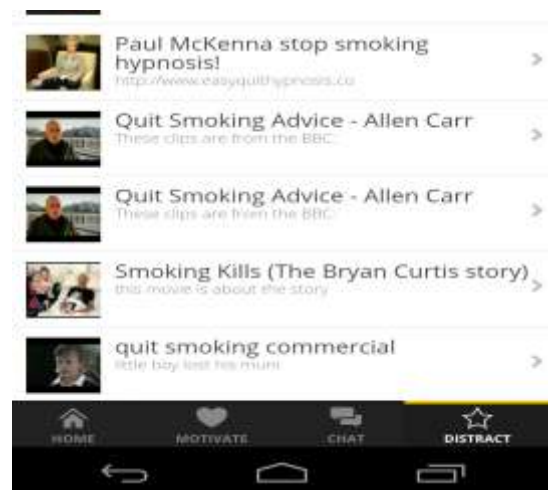 Paul McKenna stop smoking
hypnosis!
http://www.easyquithypnosis.co
Quit Smoking Advice - Allen Carr
These clips are from the BBC.
Quit Smoking Advice - Allen Carr
These clips are from the BBC.
Smoking Kills (The Bryan Curtis story)
this movie is about the story
quit smoking commercial
little boy lost his mum
HOME
MOTIVATE
CHAT
DISTRACT